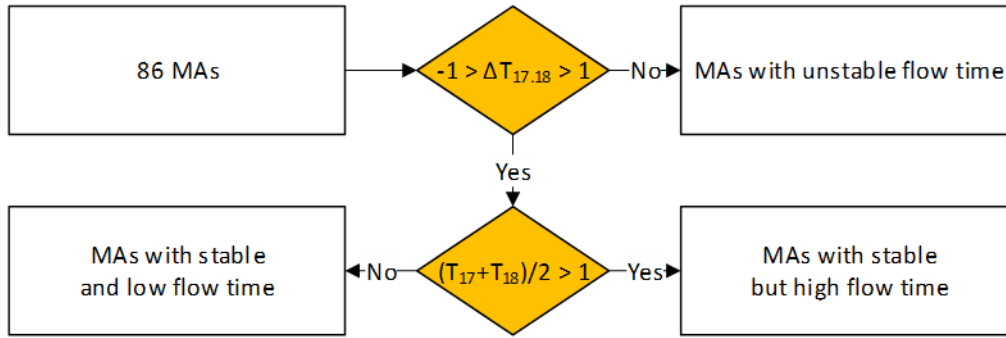 86 MAs
-1 > ΔT17.18 > 1
No
MAs with unstable flow time
Yes
MAs with stable
and low flow time
No
(T17+T18)/2 > 1
Yes
MAs with stable
but high flow time